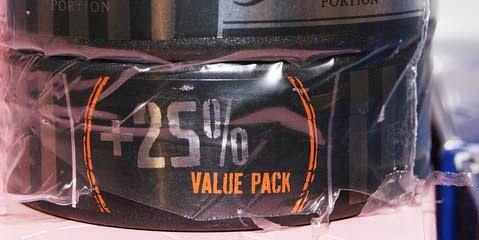 PORTION PORTION
+25%
VALUE PACK